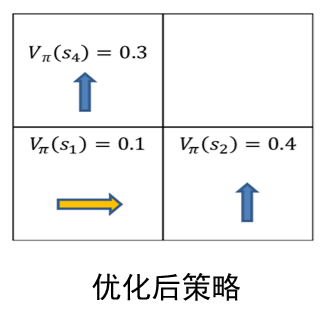 Vπ(s4) = 0.3
Vπ(s1) = 0.1
Vπ(s2) = 0.4
优化后策略